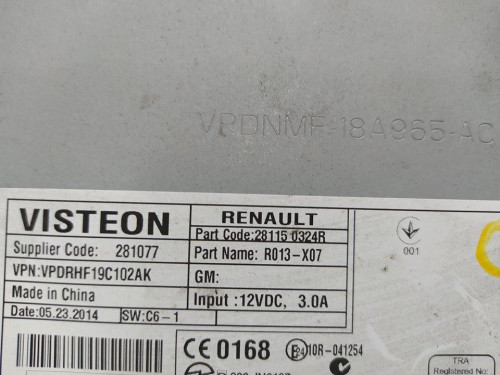 VPDNMF-18A965-AC
VISTEON
Supplier Code: 281077
VPN:VPDRHF19C102AK
Made in China
Date:05.23.2014 SW:C6-1
RENAULT
Part Code:28115 0324R
Part Name: R013-X07
GM:
Input :12VDC, 3.0A
001
CE 0168 E24 10R-041254
TRA
Registered No: